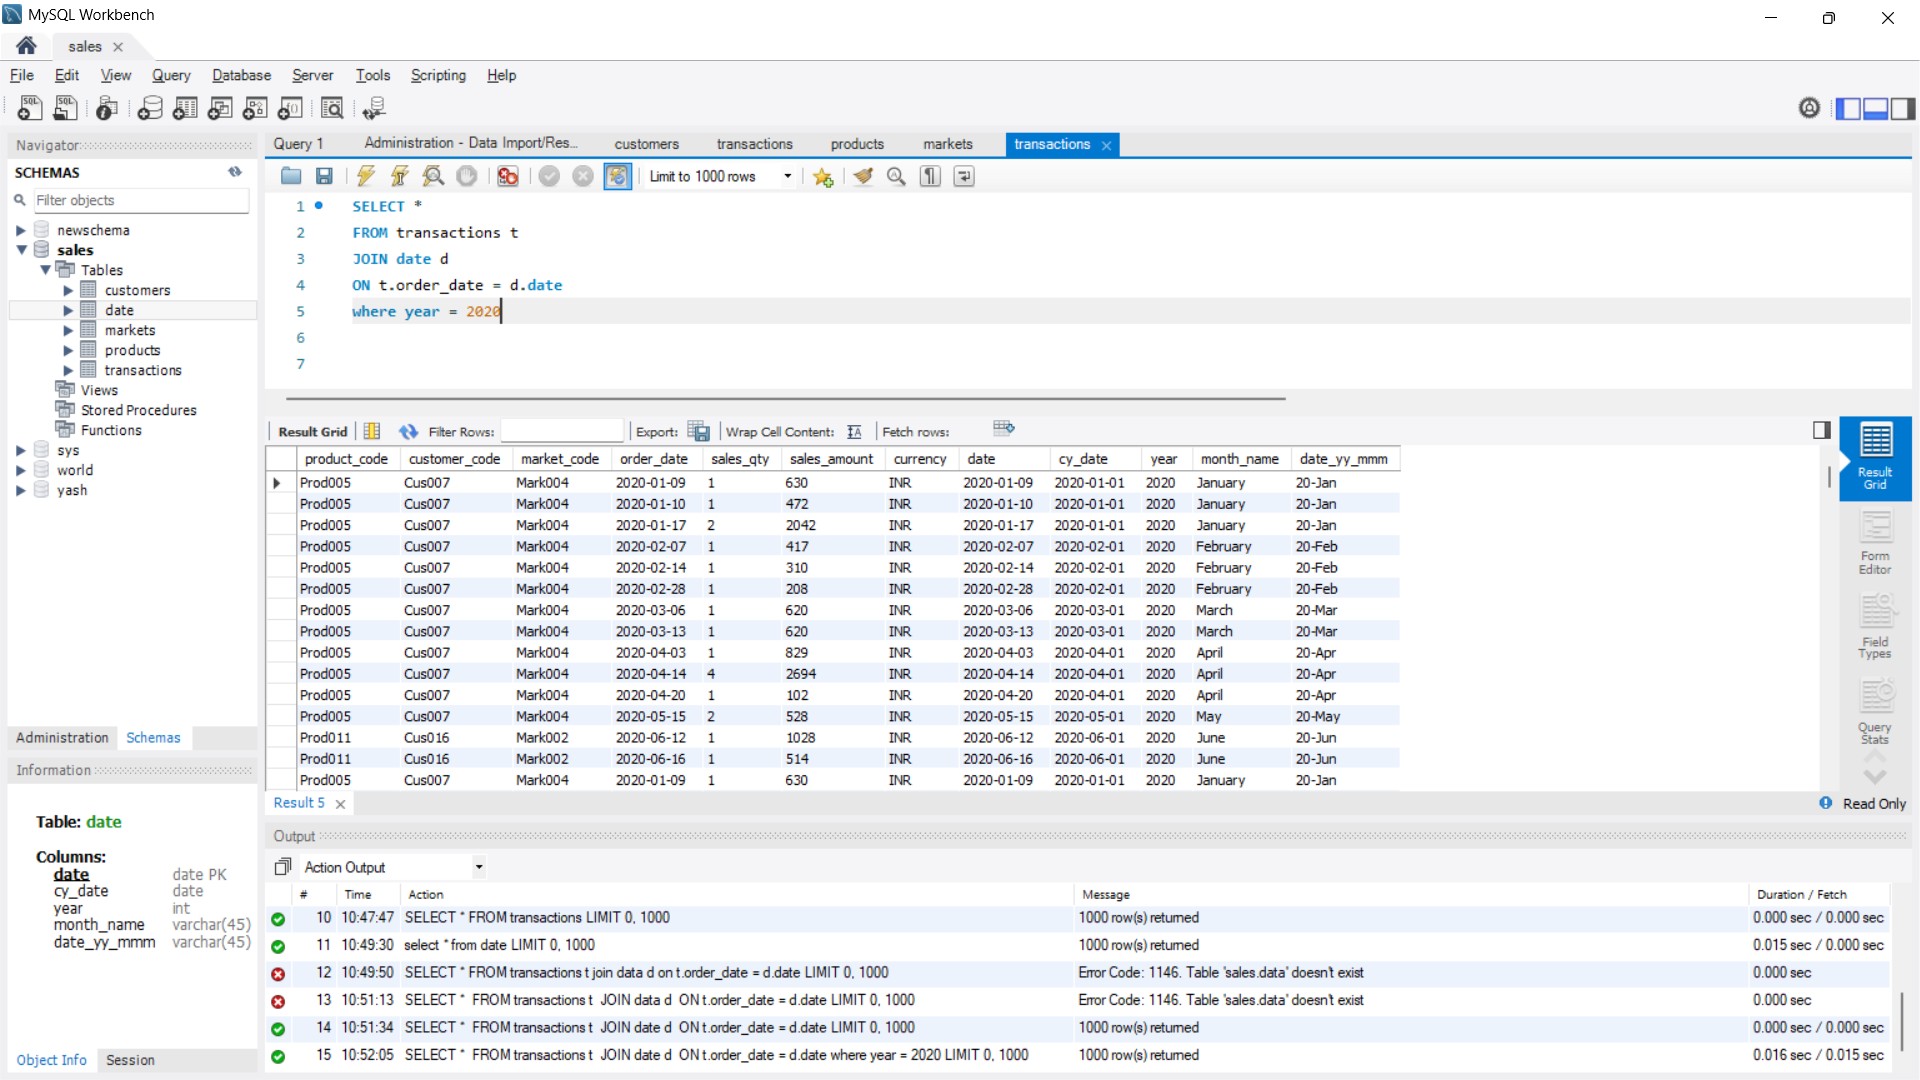 MySQL Workbench
sales
File Edit View Query Database Server Tools Scripting Help
Navigator
SCHEMAS
Filter objects
newschema
sales
Tables
customers
date
markets
products
transactions
Views
Stored Procedures
Functions
sys
world
yash
Administration Schemas
Information
Table: date
Columns:
date date PK
cy_date date
year int
month_name varchar(45)
date_yy_mmm varchar(45)
Object Info Session
Query 1 Administration - Data Import/Res... customers transactions products markets transactions
Limit to 1000 rows
1 SELECT *
2 FROM transactions t
3 JOIN date d
4 ON t.order_date = d.date
5 where year = 2020
6
7
Result Grid Filter Rows: Export: Wrap Cell Content: Fetch rows:
product_code customer_code market_code order_date sales_qty sales_amount currency date cy_date year month_name date_yy_mmm
Prod005 Cus007 Mark004 2020-01-09 1 630 INR 2020-01-09 2020-01-01 2020 January 20-Jan
Prod005 Cus007 Mark004 2020-01-10 1 472 INR 2020-01-10 2020-01-01 2020 January 20-Jan
Prod005 Cus007 Mark004 2020-01-17 2 2042 INR 2020-01-17 2020-01-01 2020 January 20-Jan
Prod005 Cus007 Mark004 2020-02-07 1 417 INR 2020-02-07 2020-02-01 2020 February 20-Feb
Prod005 Cus007 Mark004 2020-02-14 1 310 INR 2020-02-14 2020-02-01 2020 February 20-Feb
Prod005 Cus007 Mark004 2020-02-28 1 208 INR 2020-02-28 2020-02-01 2020 February 20-Feb
Prod005 Cus007 Mark004 2020-03-06 1 620 INR 2020-03-06 2020-03-01 2020 March 20-Mar
Prod005 Cus007 Mark004 2020-03-13 1 620 INR 2020-03-13 2020-03-01 2020 March 20-Mar
Prod005 Cus007 Mark004 2020-04-03 1 829 INR 2020-04-03 2020-04-01 2020 April 20-Apr
Prod005 Cus007 Mark004 2020-04-14 4 2694 INR 2020-04-14 2020-04-01 2020 April 20-Apr
Prod005 Cus007 Mark004 2020-04-20 1 102 INR 2020-04-20 2020-04-01 2020 April 20-Apr
Prod005 Cus007 Mark004 2020-05-15 2 528 INR 2020-05-15 2020-05-01 2020 May 20-May
Prod011 Cus016 Mark002 2020-06-12 1 1028 INR 2020-06-12 2020-06-01 2020 June 20-Jun
Prod011 Cus016 Mark002 2020-06-16 1 514 INR 2020-06-16 2020-06-01 2020 June 20-Jun
Prod005 Cus007 Mark004 2020-01-09 1 630 INR 2020-01-09 2020-01-01 2020 January 20-Jan
Result
Grid
Form
Editor
Field
Types
Query
Stats
Result 5
Read Only
Output
Action Output
# Time Action Message Duration / Fetch
10 10:47:47 SELECT * FROM transactions LIMIT 0, 1000 1000 row(s) returned 0.000 sec / 0.000 sec
11 10:49:30 select * from date LIMIT 0, 1000 1000 row(s) returned 0.015 sec / 0.000 sec
12 10:49:50 SELECT * FROM transactions t join data d on t.order_date = d.date LIMIT 0, 1000 Error Code: 1146. Table 'sales.data' doesn't exist 0.000 sec
13 10:51:13 SELECT * FROM transactions t JOIN data d ON t.order_date = d.date LIMIT 0, 1000 Error Code: 1146. Table 'sales.data' doesn't exist 0.000 sec
14 10:51:34 SELECT * FROM transactions t JOIN date d ON t.order_date = d.date LIMIT 0, 1000 1000 row(s) returned 0.000 sec / 0.000 sec
15 10:52:05 SELECT * FROM transactions t JOIN date d ON t.order_date = d.date where year = 2020 LIMIT 0, 1000 1000 row(s) returned 0.016 sec / 0.015 sec